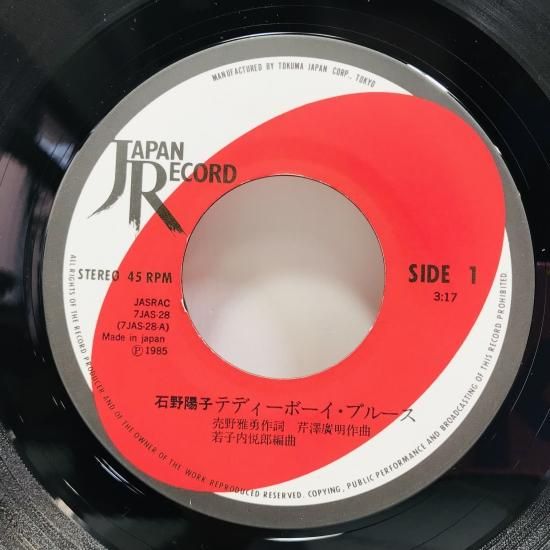 MANUFACTURED BY TOKUMA JAPAN CORP., TOKYO
JAPAN
RECORD
STEREO 45 RPM
SIDE 1
3:17
JASRAC
7JAS-28
(7JAS-28-A)
Made in japan
Ⓟ1985
石野陽子 テディーボーイ・ブルース
売野雅勇作詞 芹澤廣明作曲
若子内悦郎編曲
ALL RIGHTS OF THE RECORD PRODUCER AND OF THE OWNER OF THE WORK REPRODUCED RESERVED. COPYING, PUBLIC PERFORMANCE AND BROADCASTING OF THIS RECORD PROHIBITED